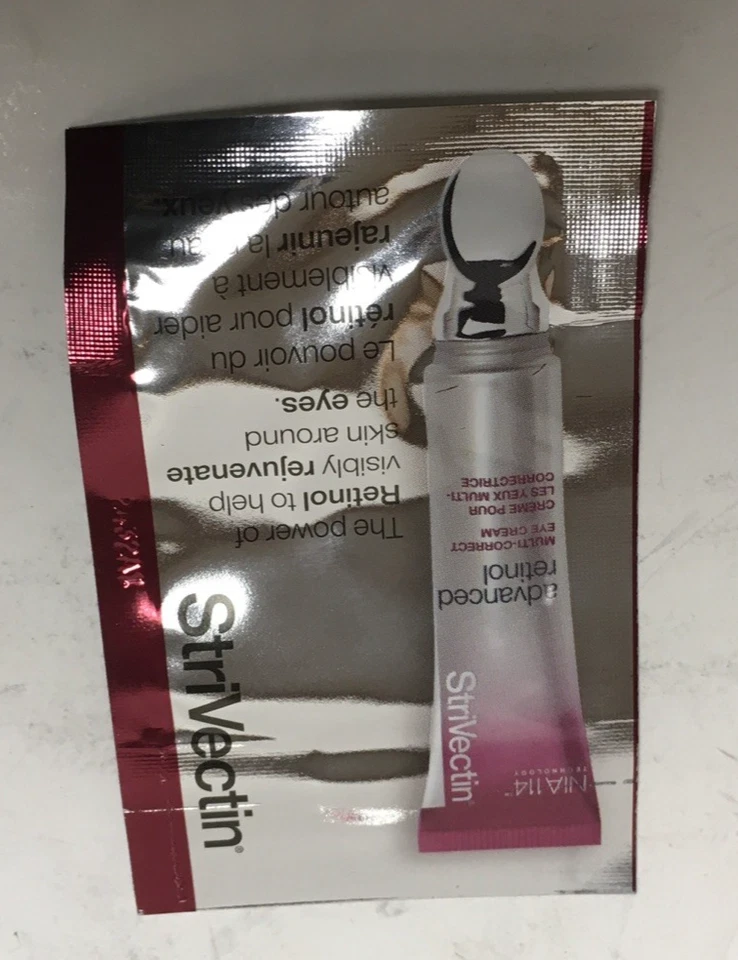 StriVectin®
The power of
Retinol to help
visibly rejuvenate
skin around
the eyes.
Le pouvoir du
rétinol pour aider
visiblement à
rajeunir la
autour des yeux.
NIA114™
TECHNOLOGY
StriVectin®
advanced
retinol
MULTI-CORRECT
EYE CREAM
CRÈME POUR
LES YEUX MULTI-
CORRECTRICE